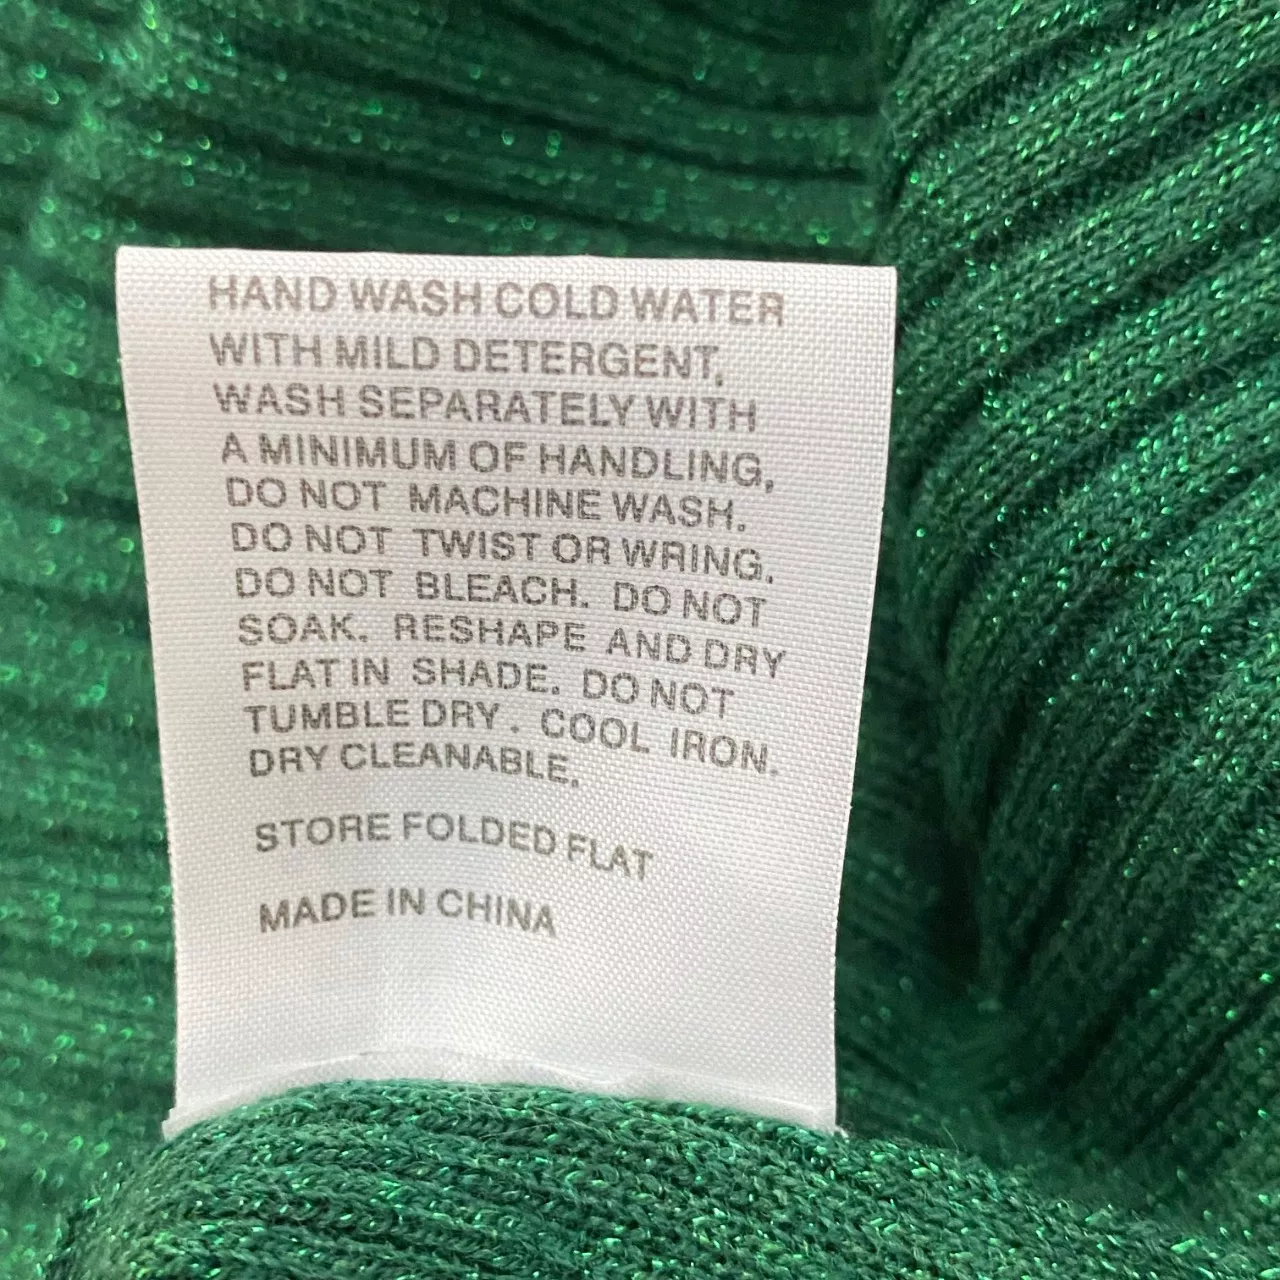 HAND WASH COLD WATER
WITH MILD DETERGENT,
WASH SEPARATELY WITH
A MINIMUM OF HANDLING,
DO NOT MACHINE WASH.
DO NOT TWIST OR WRING.
DO NOT BLEACH. DO NOT
SOAK. RESHAPE AND DRY
FLAT IN SHADE. DO NOT
TUMBLE DRY. COOL IRON.
DRY CLEANABLE.
STORE FOLDED FLAT
MADE IN CHINA